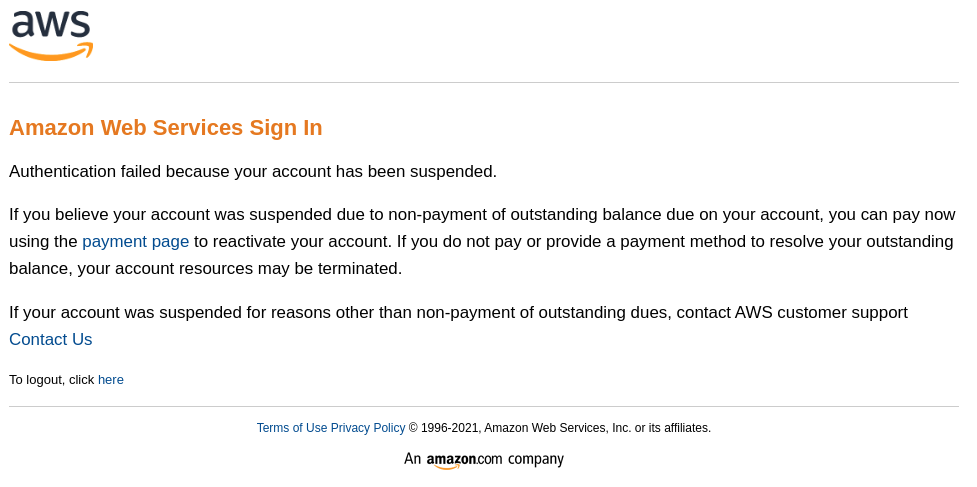 aws
Amazon Web Services Sign In
Authentication failed because your account has been suspended.
If you believe your account was suspended due to non-payment of outstanding balance due on your account, you can pay now
using the payment page to reactivate your account. If you do not pay or provide a payment method to resolve your outstanding
balance, your account resources may be terminated.
If your account was suspended for reasons other than non-payment of outstanding dues, contact AWS customer support
Contact Us
To logout, click here
Terms of Use Privacy Policy © 1996-2021, Amazon Web Services, Inc. or its affiliates.
An amazon.com company